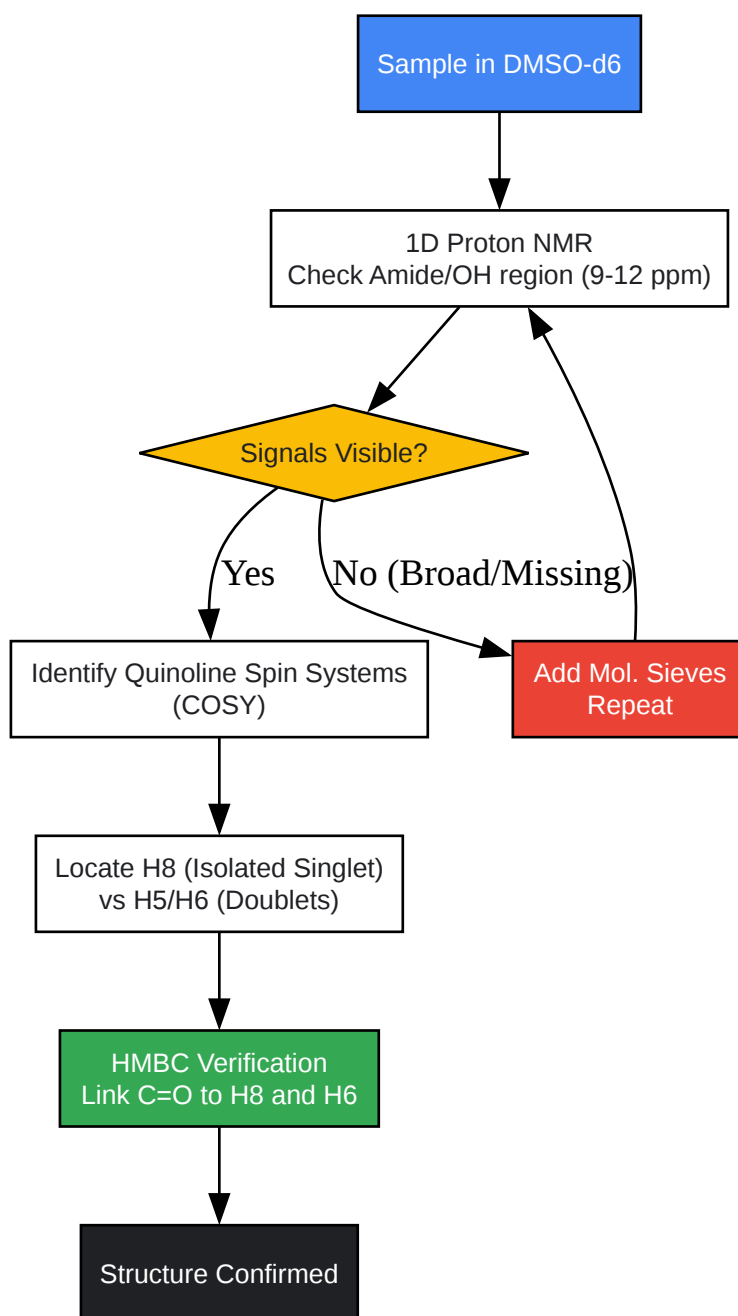 Sample in DMSO-d6
1D Proton NMR
Check Amide/OH region (9-12 ppm)
Signals Visible?
Yes
No (Broad/Missing)
Identify Quinoline Spin Systems
(COSY)
Add Mol. Sieves
Repeat
Locate H8 (Isolated Singlet)
vs H5/H6 (Doublets)
HMBC Verification
Link C=O to H8 and H6
Structure Confirmed